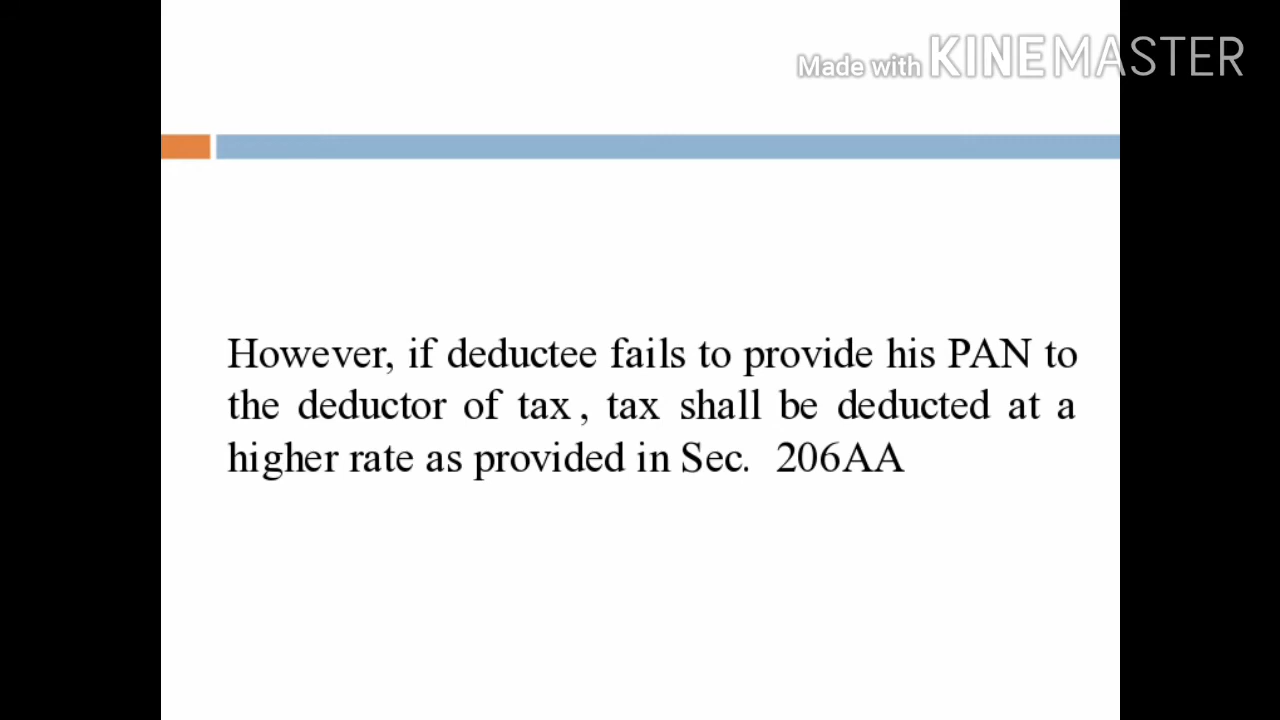 Made with KINEMASTER
However, if deductee fails to provide his PAN to
the deductor of tax, tax shall be deducted at a
higher rate as provided in Sec. 206AA